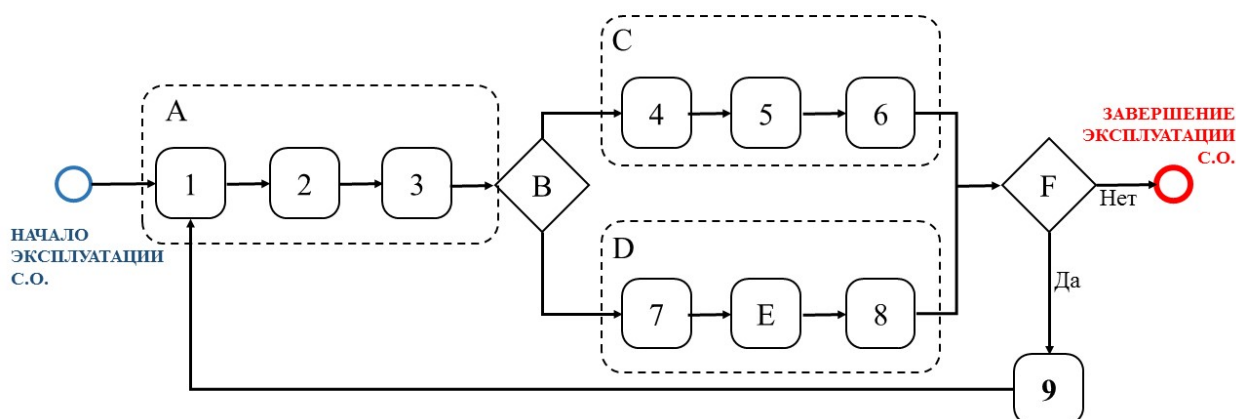 C
A
4
5
6
ЗАВЕРШЕНИЕ
ЭКСПЛУАТАЦИИ
С.О.
1
2
3
B
F
Нет
НАЧАЛО
ЭКСПЛУАТАЦИИ
С.О.
D
Да
7
E
8
9